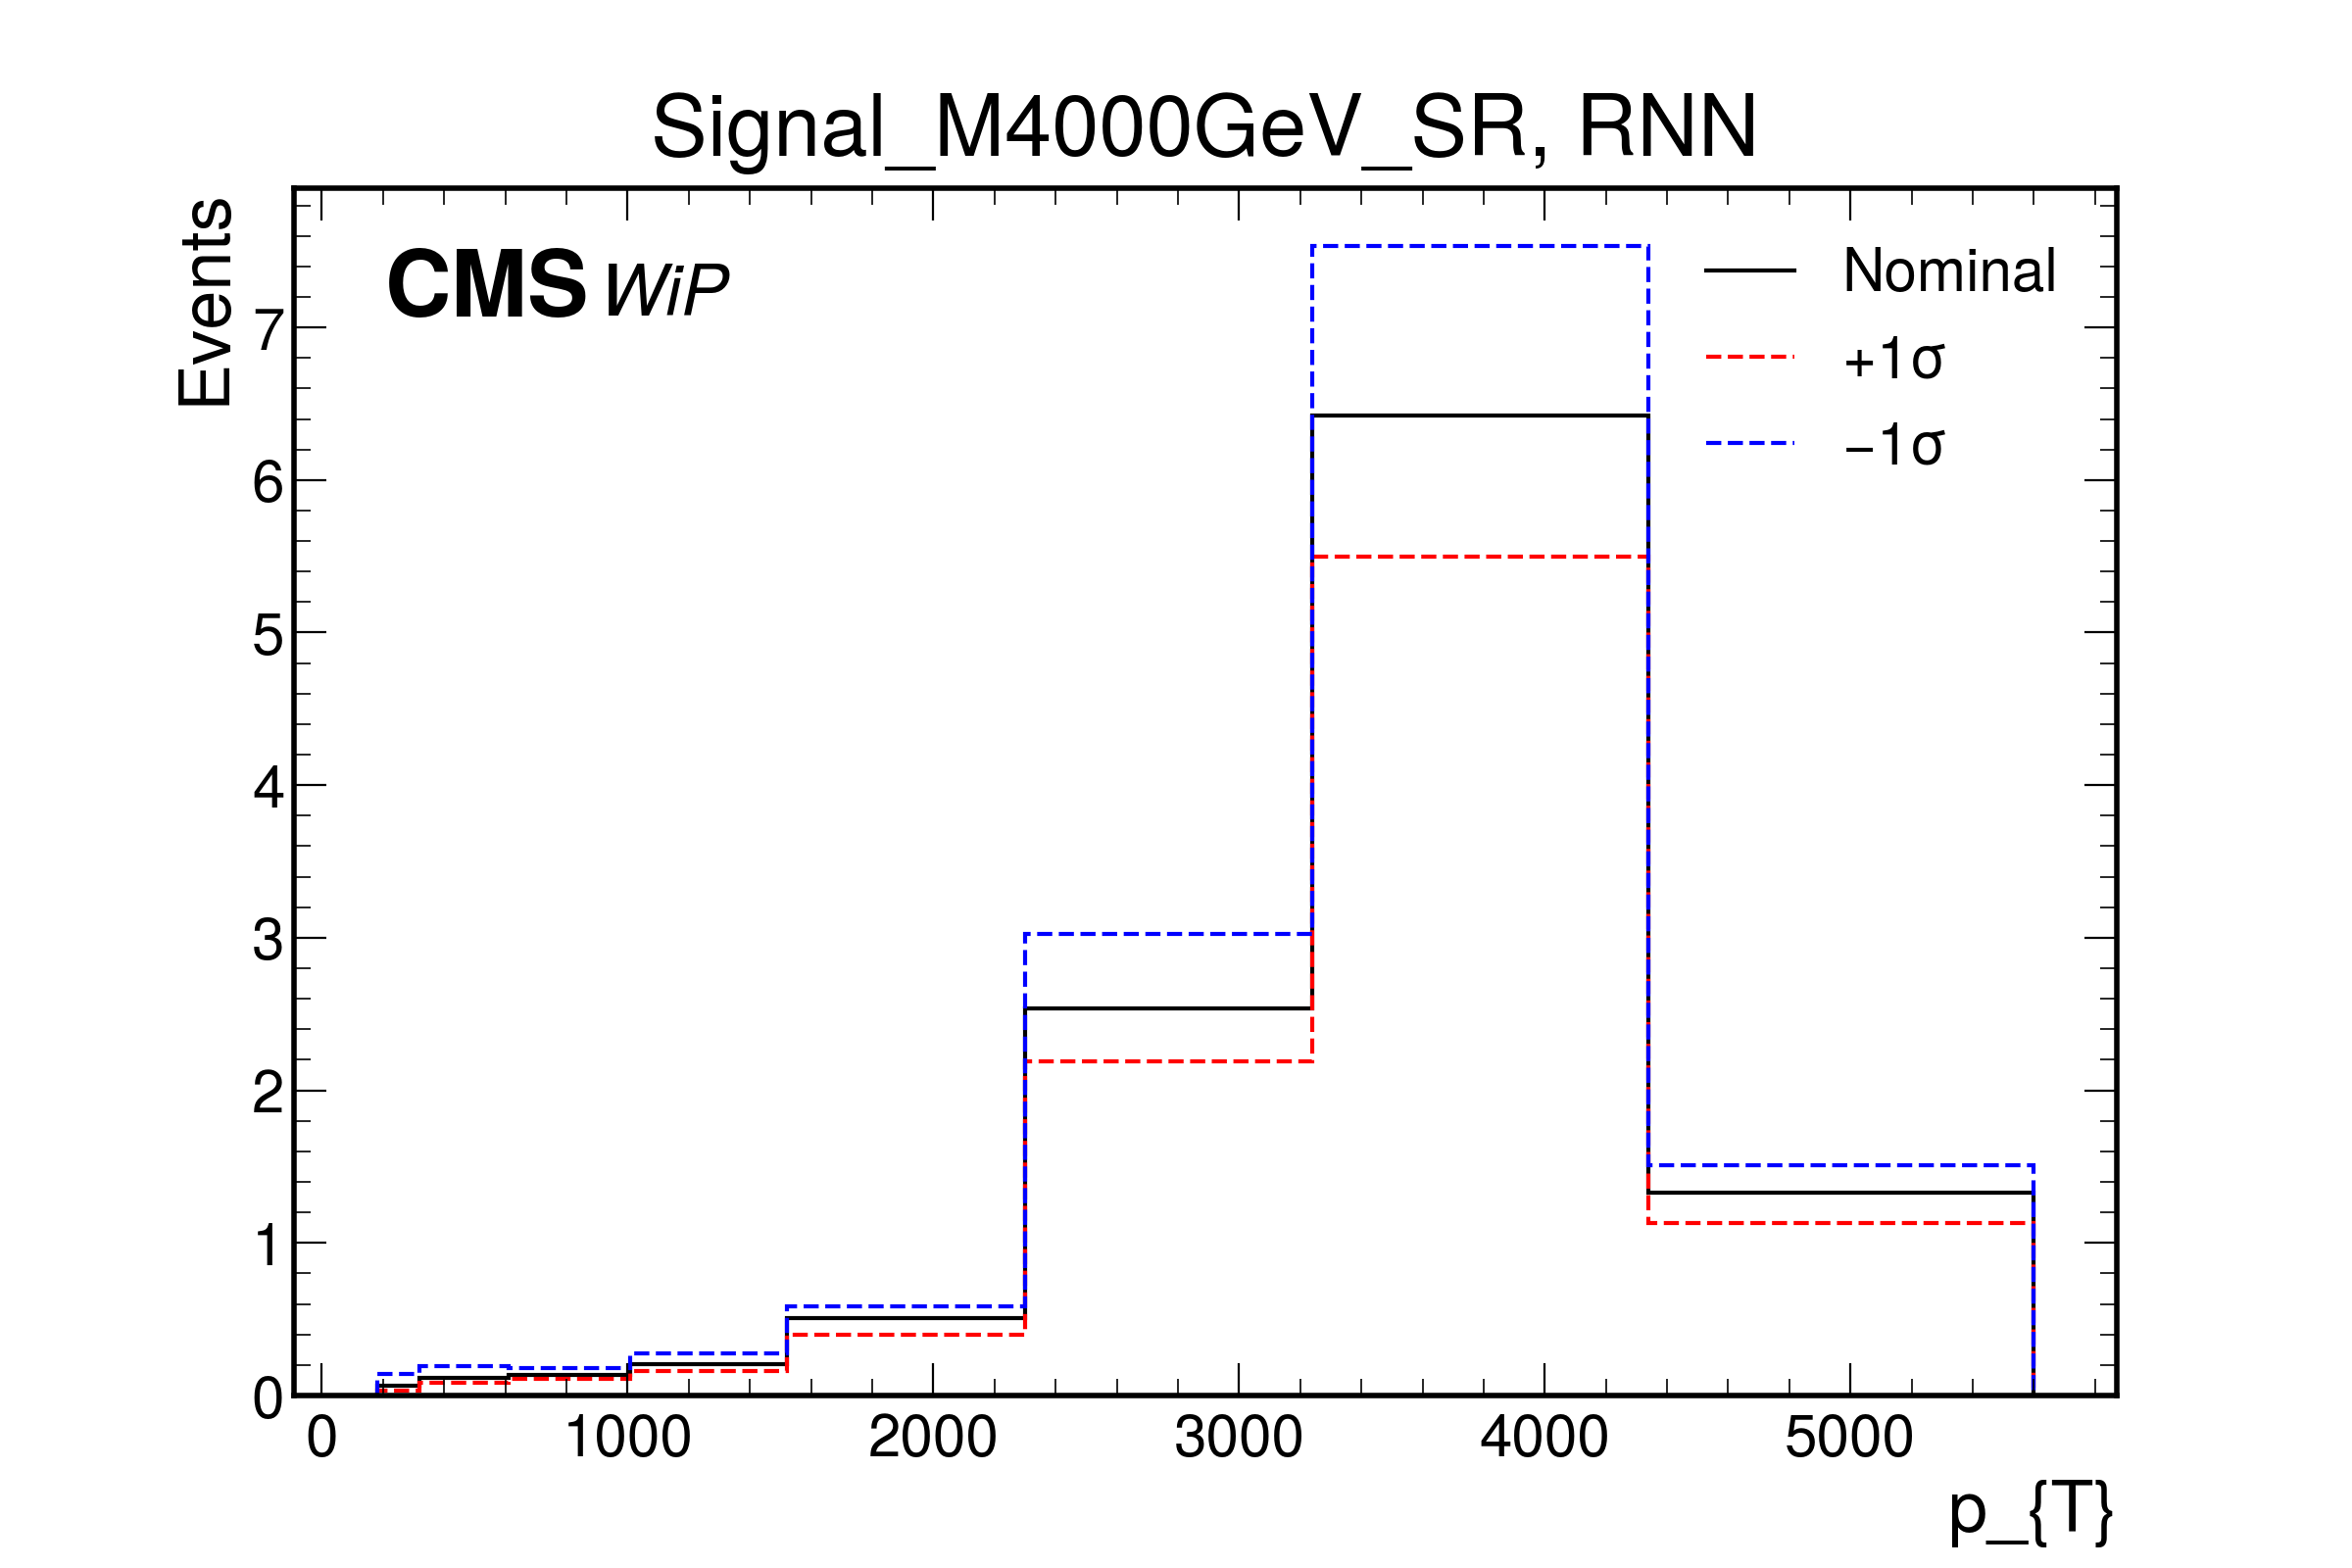 Signal_M4000GeV_SR, RNN
Events
CMS WiP
Nominal
+1σ
−1σ
7
6
5
4
3
2
1
0
0 1000 2000 3000 4000 5000
p_{T}